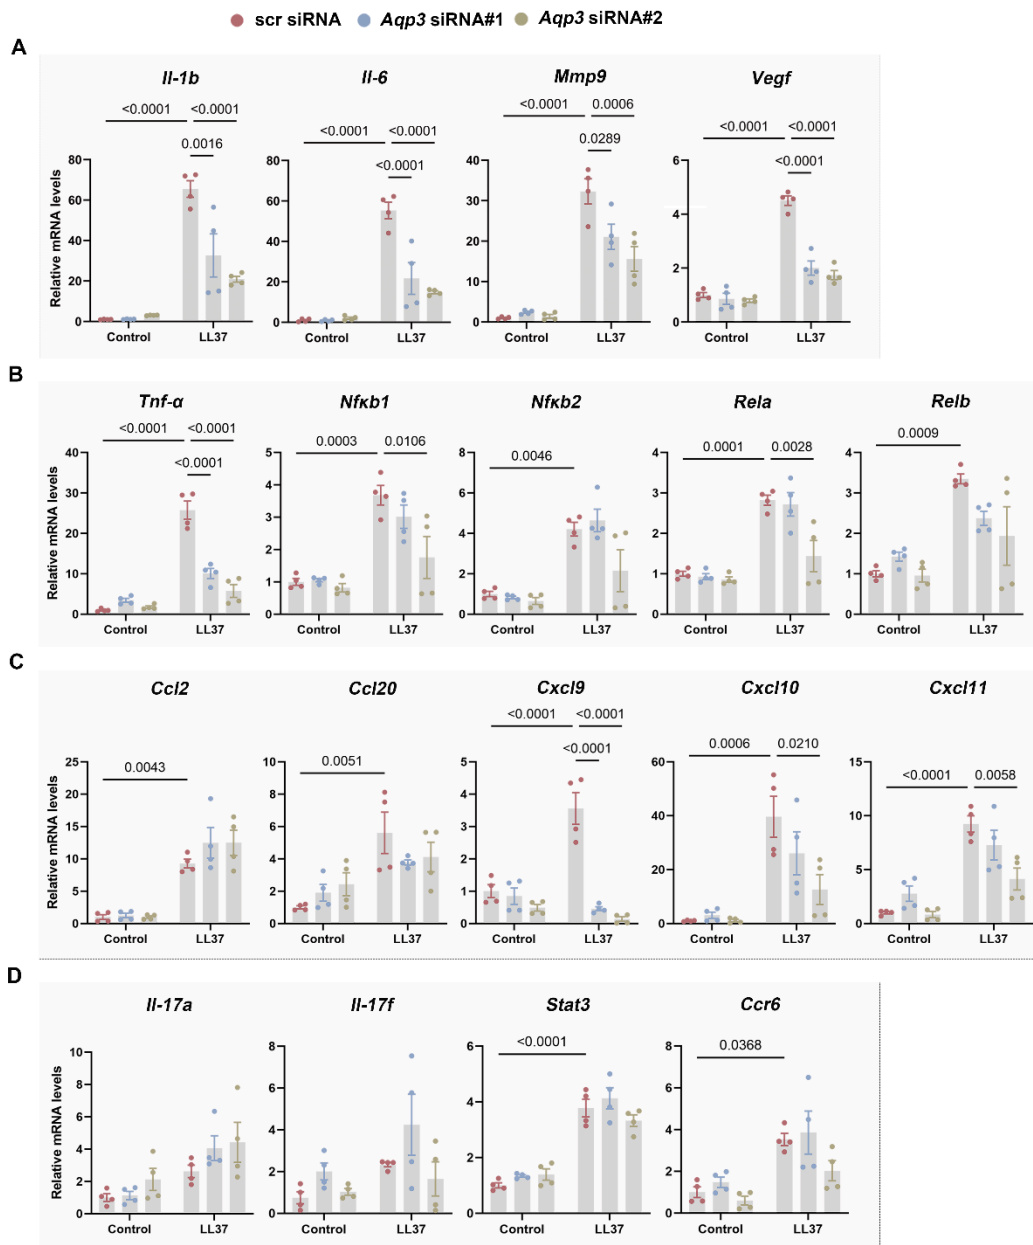 scr siRNA Aqp3 siRNA#1 Aqp3 siRNA#2
A
Il-1b Il-6 Mmp9 Vegf
<0.0001 <0.0001 <0.0001 <0.0001 <0.0001 0.0006 <0.0001 <0.0001
0.0016 <0.0001 0.0289 <0.0001
Relative mRNA levels
80 60 40 20 0
80 60 40 20 0
40 30 20 10 0
6 4 2 0
Control LL37 Control LL37 Control LL37 Control LL37
B
Tnf-α Nfκb1 Nfκb2 Rela Relb
<0.0001 <0.0001 0.0003 0.0106 0.0046 0.0001 0.0028 0.0009
<0.0001
Relative mRNA levels
40 30 20 10 0
5 4 3 2 1 0
8 6 4 2 0
4 3 2 1 0
4 3 2 1 0
Control LL37 Control LL37 Control LL37 Control LL37 Control LL37
C
Ccl2 Ccl20 Cxcl9 Cxcl10 Cxcl11
0.0043 0.0051 <0.0001 <0.0001 0.0006 0.0210 <0.0001 0.0058
<0.0001
Relative mRNA levels
25 20 15 10 5 0
10 8 6 4 2 0
5 4 3 2 1 0
60 40 20 0
15 10 5 0
Control LL37 Control LL37 Control LL37 Control LL37 Control LL37
D
Il-17a Il-17f Stat3 Ccr6
<0.0001 0.0368
Relative mRNA levels
10 8 6 4 2 0
8 6 4 2 0
6 4 2 0
8 6 4 2 0
Control LL37 Control LL37 Control LL37 Control LL37